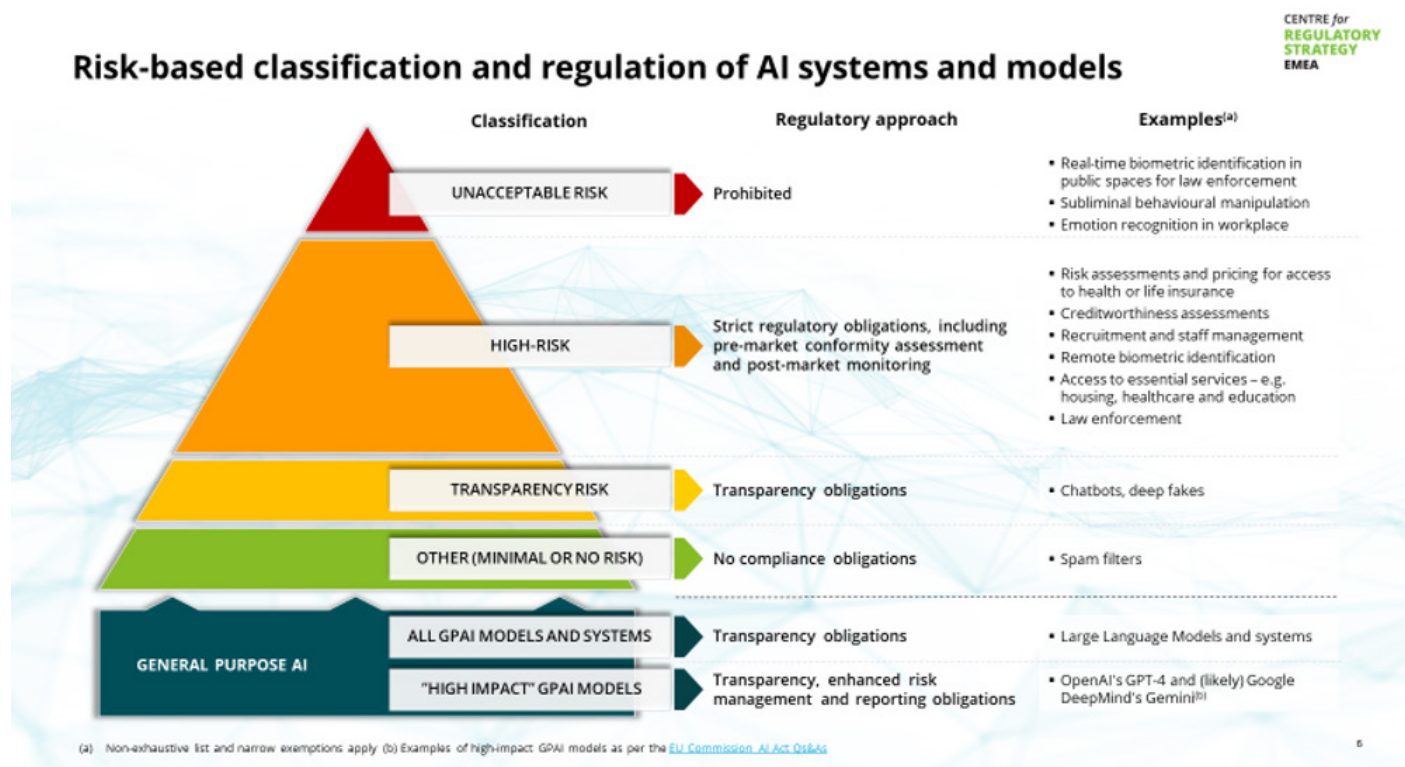 CENTRE for
REGULATORY
STRATEGY
EMEA
Risk-based classification and regulation of AI systems and models
Classification
Regulatory approach
Examples(a)
UNACCEPTABLE RISK
Prohibited
▪ Real-time biometric identification in
public spaces for law enforcement
▪ Subliminal behavioural manipulation
▪ Emotion recognition in workplace
HIGH-RISK
Strict regulatory obligations, including
pre-market conformity assessment
and post-market monitoring
▪ Risk assessments and pricing for access
to health or life insurance
▪ Creditworthiness assessments
▪ Recruitment and staff management
▪ Remote biometric identification
▪ Access to essential services – e.g.
housing, healthcare and education
▪ Law enforcement
TRANSPARENCY RISK
Transparency obligations
▪ Chatbots, deep fakes
OTHER (MINIMAL OR NO RISK)
No compliance obligations
▪ Spam filters
GENERAL PURPOSE AI
ALL GPAI MODELS AND SYSTEMS
Transparency obligations
▪ Large Language Models and systems
"HIGH IMPACT" GPAI MODELS
Transparency, enhanced risk
management and reporting obligations
▪ OpenAI's GPT-4 and (likely) Google
DeepMind's Gemini(b)
(a) Non-exhaustive list and narrow exemptions apply (b) Examples of high-impact GPAI models as per the EU Commission AI Act Qs&As
6